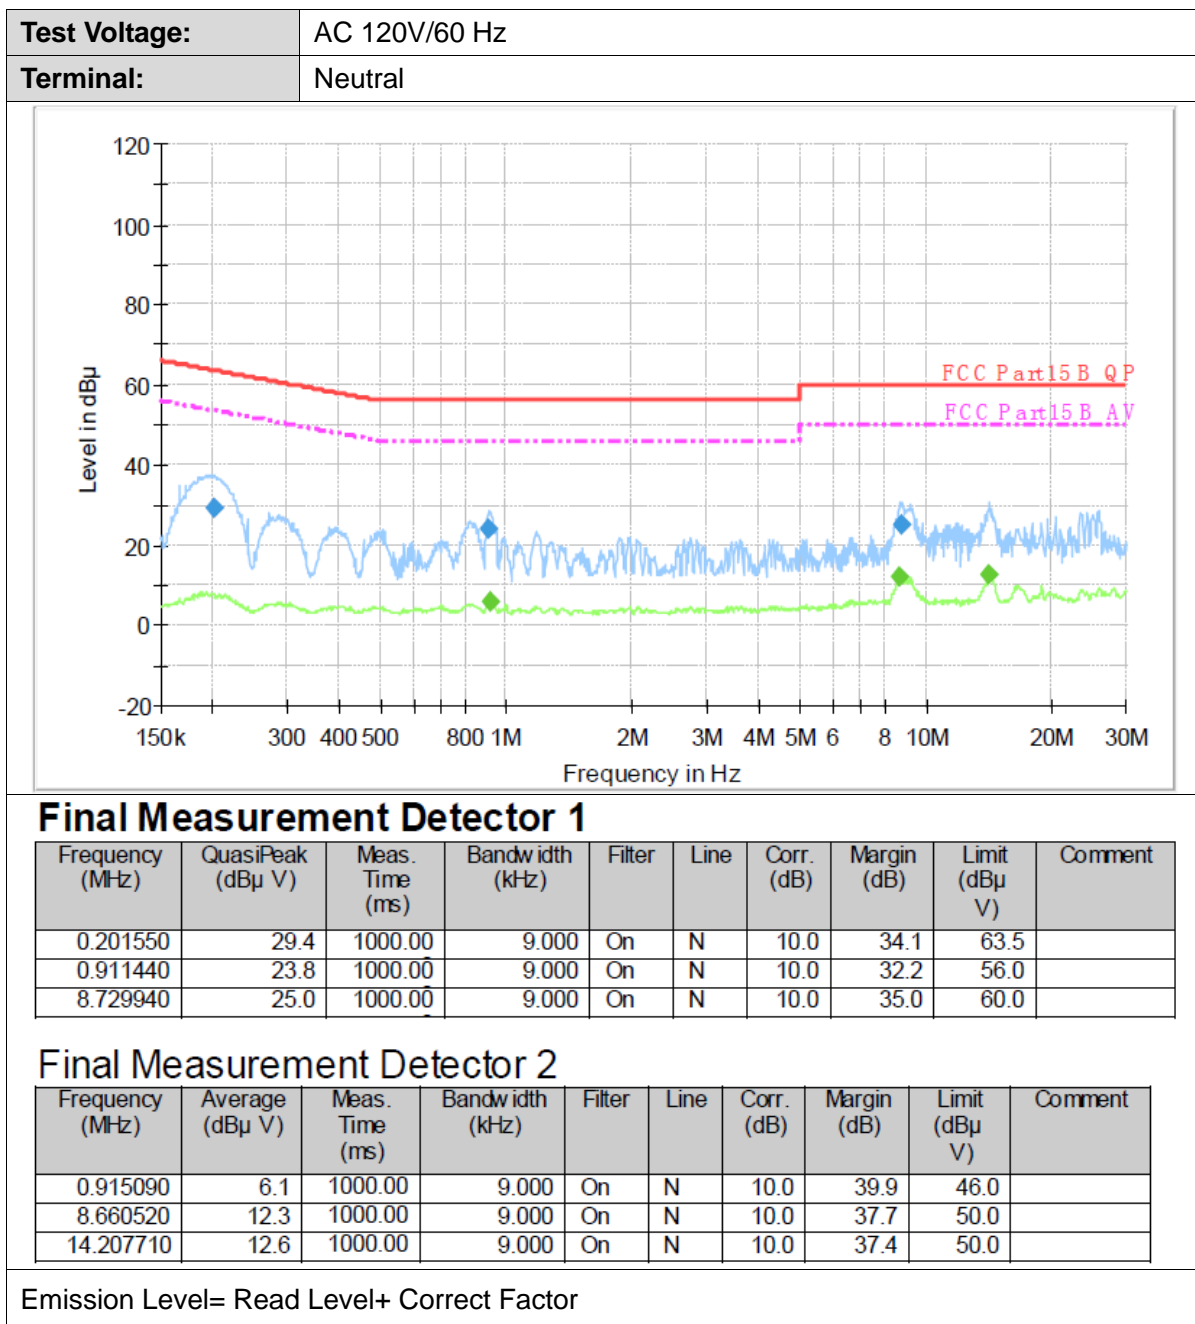 Test Voltage: AC 120V/60 Hz
Terminal: Neutral
120
100
80
60
40
20
0
-20
Level in dBµ
FCC Part15 B QP
FCC Part15 B AV
150k 300 400 500 800 1M 2M 3M 4M 5M 6 8 10M 20M 30M
Frequency in Hz
Final Measurement Detector 1
Frequency (MHz) QuasiPeak (dBµ V) Meas. Time (ms) Bandwidth (kHz) Filter Line Corr. (dB) Margin (dB) Limit (dBµ V) Comment
0.201550 29.4 1000.00 9.000 On N 10.0 34.1 63.5
0.911440 23.8 1000.00 9.000 On N 10.0 32.2 56.0
8.729940 25.0 1000.00 9.000 On N 10.0 35.0 60.0
Final Measurement Detector 2
Frequency (MHz) Average (dBµ V) Meas. Time (ms) Bandwidth (kHz) Filter Line Corr. (dB) Margin (dB) Limit (dBµ V) Comment
0.915090 6.1 1000.00 9.000 On N 10.0 39.9 46.0
8.660520 12.3 1000.00 9.000 On N 10.0 37.7 50.0
14.207710 12.6 1000.00 9.000 On N 10.0 37.4 50.0
Emission Level= Read Level+ Correct Factor